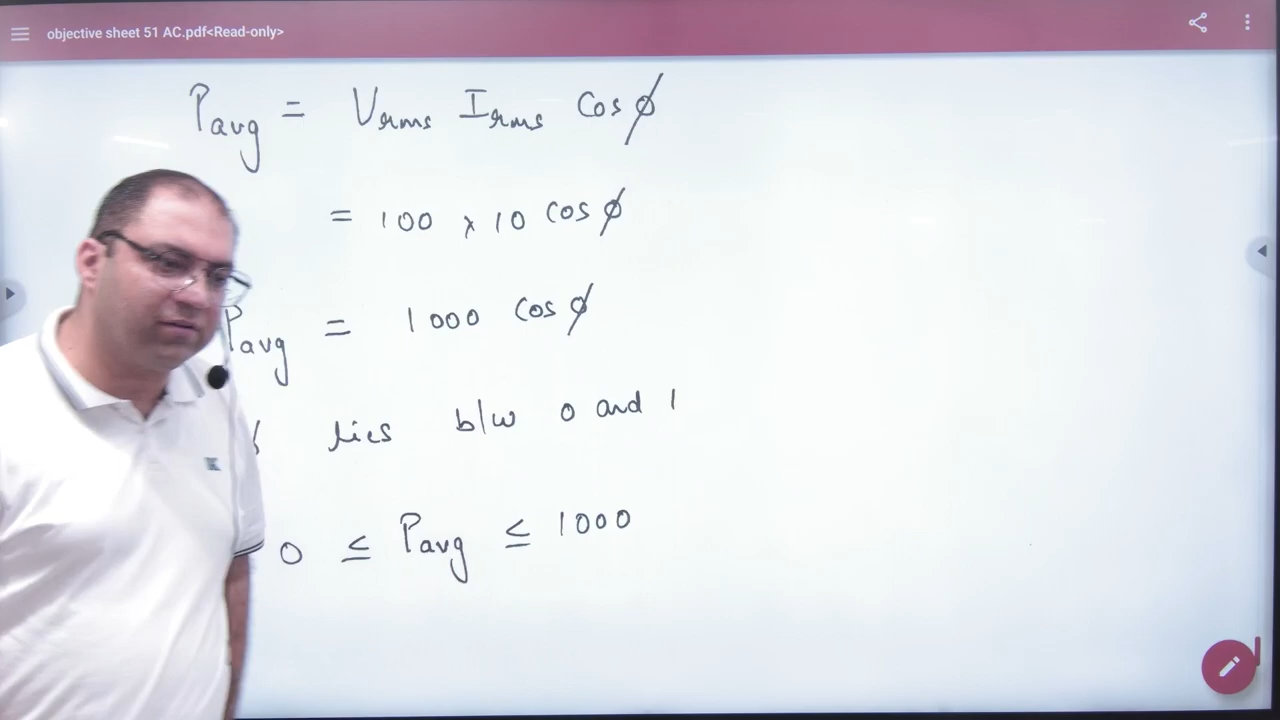 objective sheet 51 AC.pdf<Read-only>
Pavg = Vrms Irms Cos ϕ
= 100 x 10 cos ϕ
Pavg = 1000 cos ϕ
lies b/w 0 and 1
0 ≤ Pavg ≤ 1000